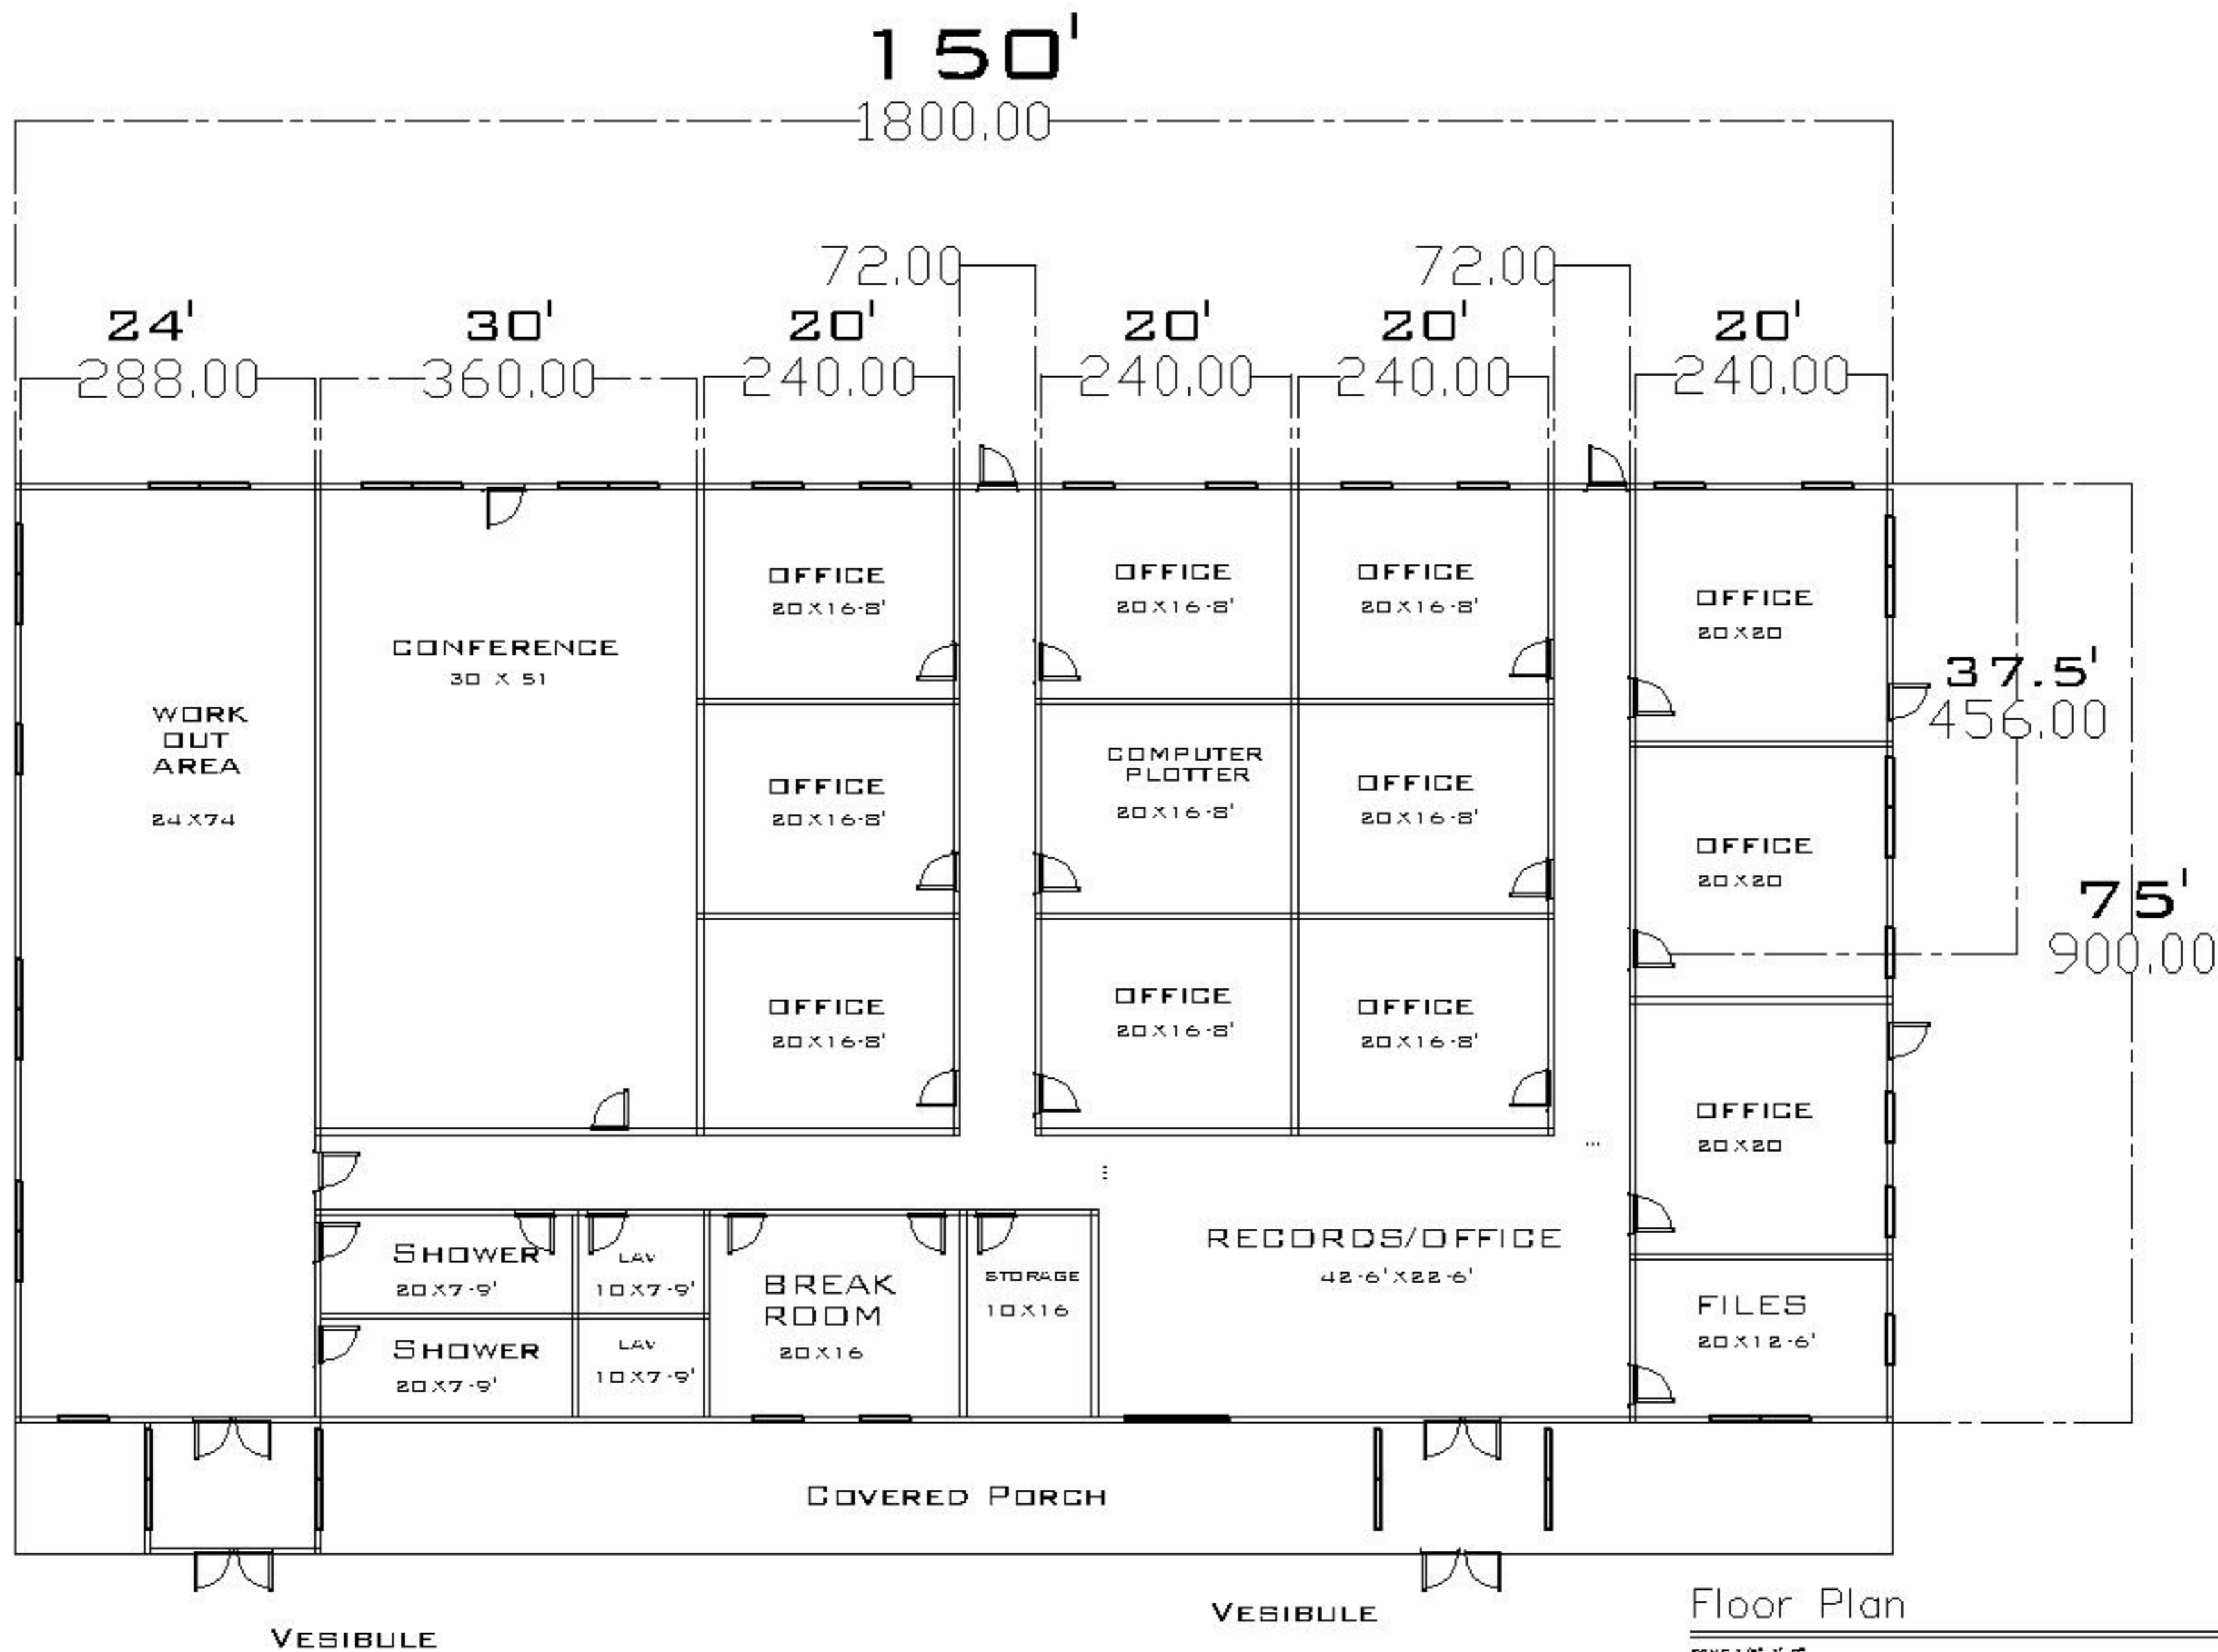 150'
1800.00
72.00
72.00
24'
30'
20'
20'
20'
20'
288.00
360.00
240.00
240.00
240.00
240.00
OFFICE
20X16-8'
OFFICE
20X16-8'
OFFICE
20X16-8'
OFFICE
20X20
CONFERENCE
30 X 51
37.5'
456.00
WORK
OUT
AREA
24X74
OFFICE
20X16-8'
COMPUTER
PLOTTER
20X16-8'
OFFICE
20X16-8'
OFFICE
20X20
75'
900.00
OFFICE
20X16-8'
OFFICE
20X16-8'
OFFICE
20X16-8'
OFFICE
20X20
SHOWER
20X7-9'
LAV
10X7-9'
BREAK
ROOM
20X16
STORAGE
10X16
RECORDS/OFFICE
42-6'X22-6'
FILES
20X12-6'
SHOWER
20X7-9'
LAV
10X7-9'
COVERED PORCH
VESIBULE
VESIBULE
Floor Plan